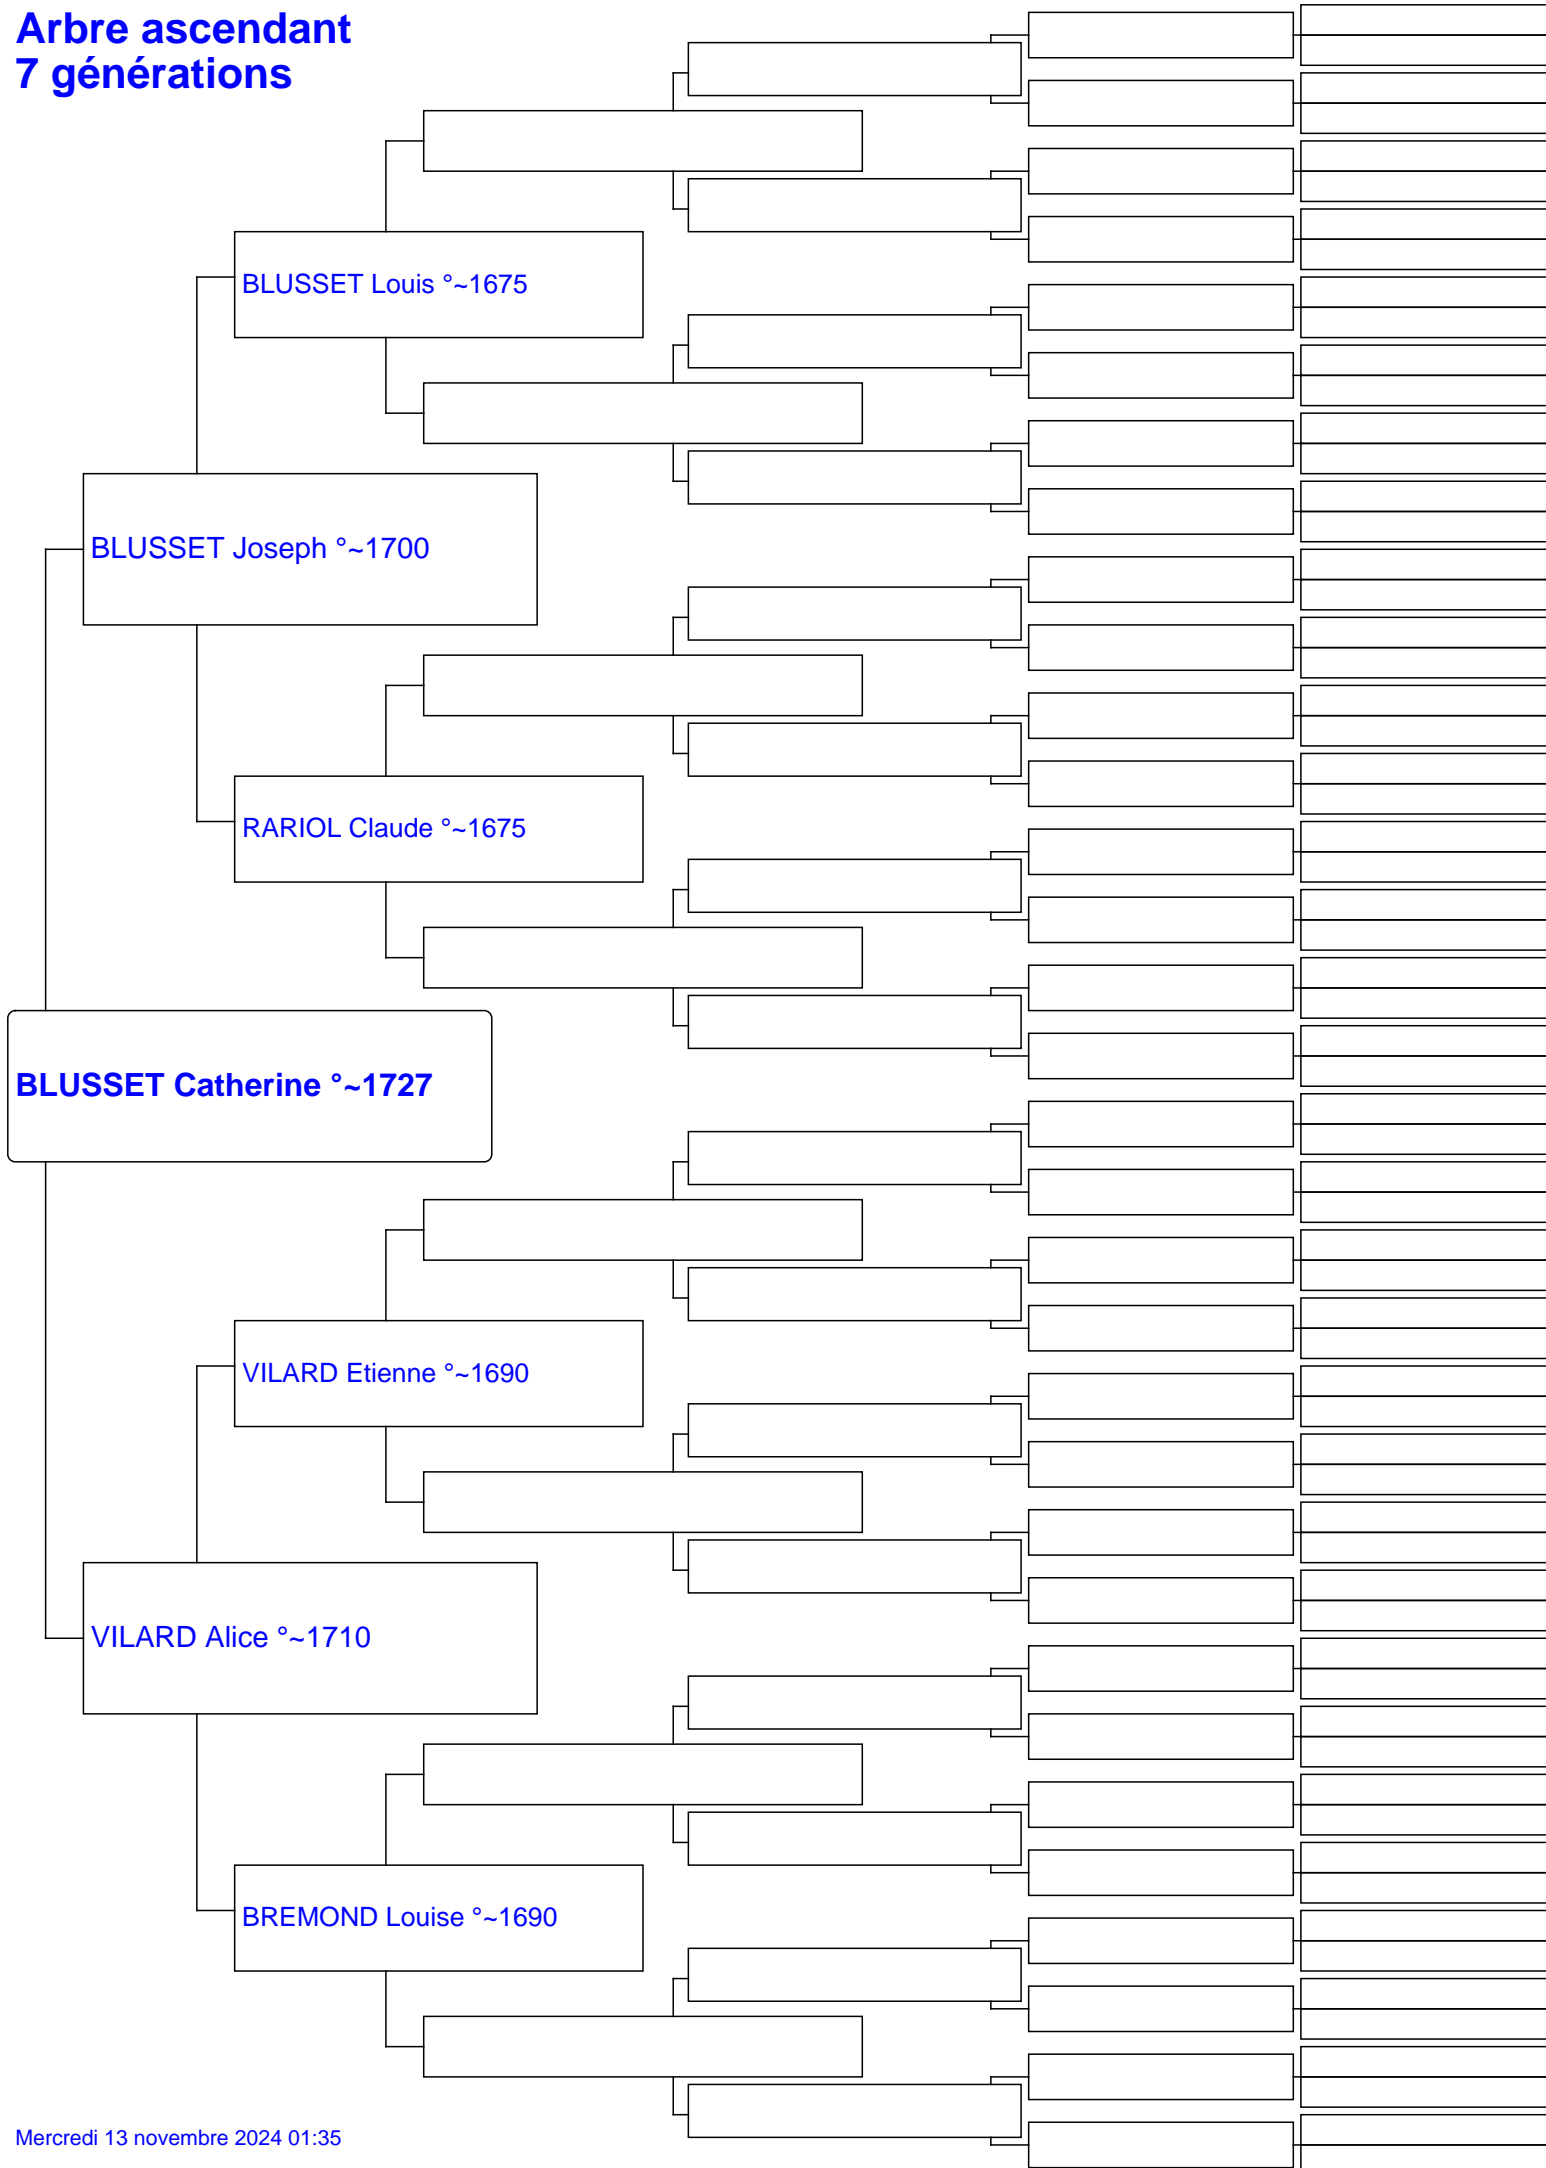 Arbre ascendant
7 générations
BLUSSET Louis °~1675
BLUSSET Joseph °~1700
RARIOL Claude °~1675
BLUSSET Catherine °~1727
VILARD Etienne °~1690
VILARD Alice °~1710
BREMOND Louise °~1690
Mercredi 13 novembre 2024 01:35